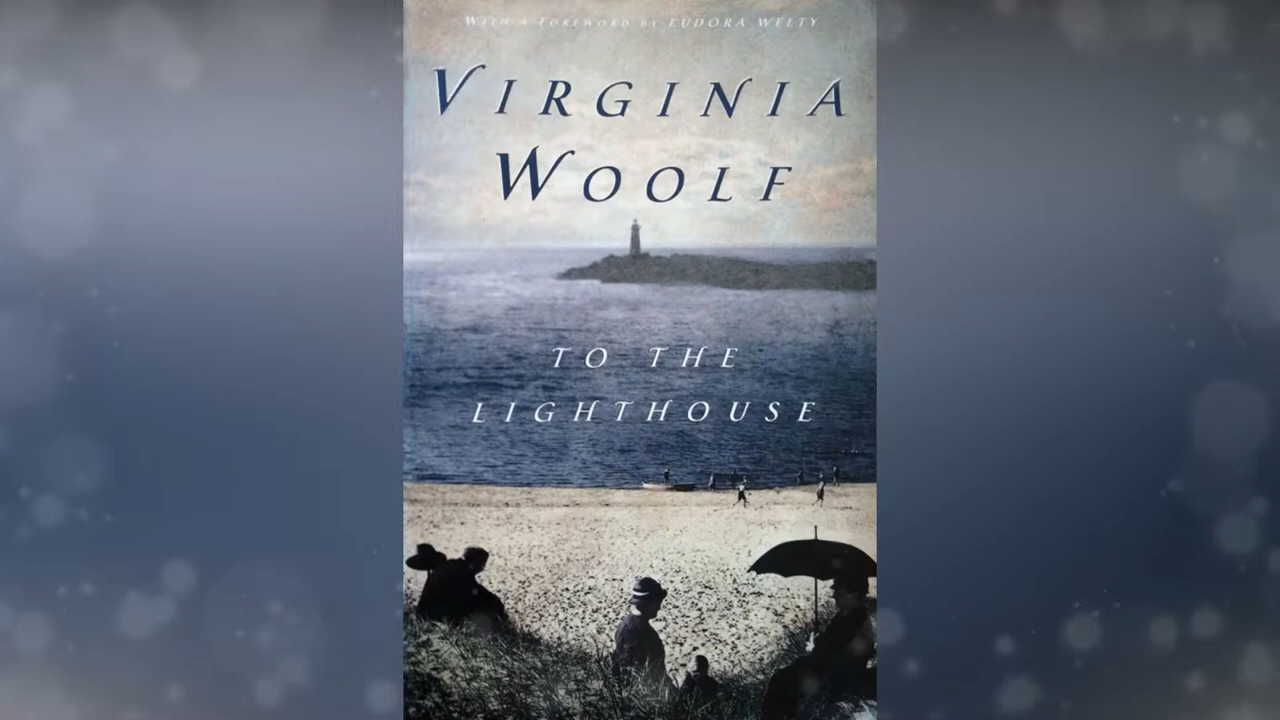 WITH A FOREWORD BY EUDORA WELTY
VIRGINIA
WOOLF
TO THE
LIGHTHOUSE